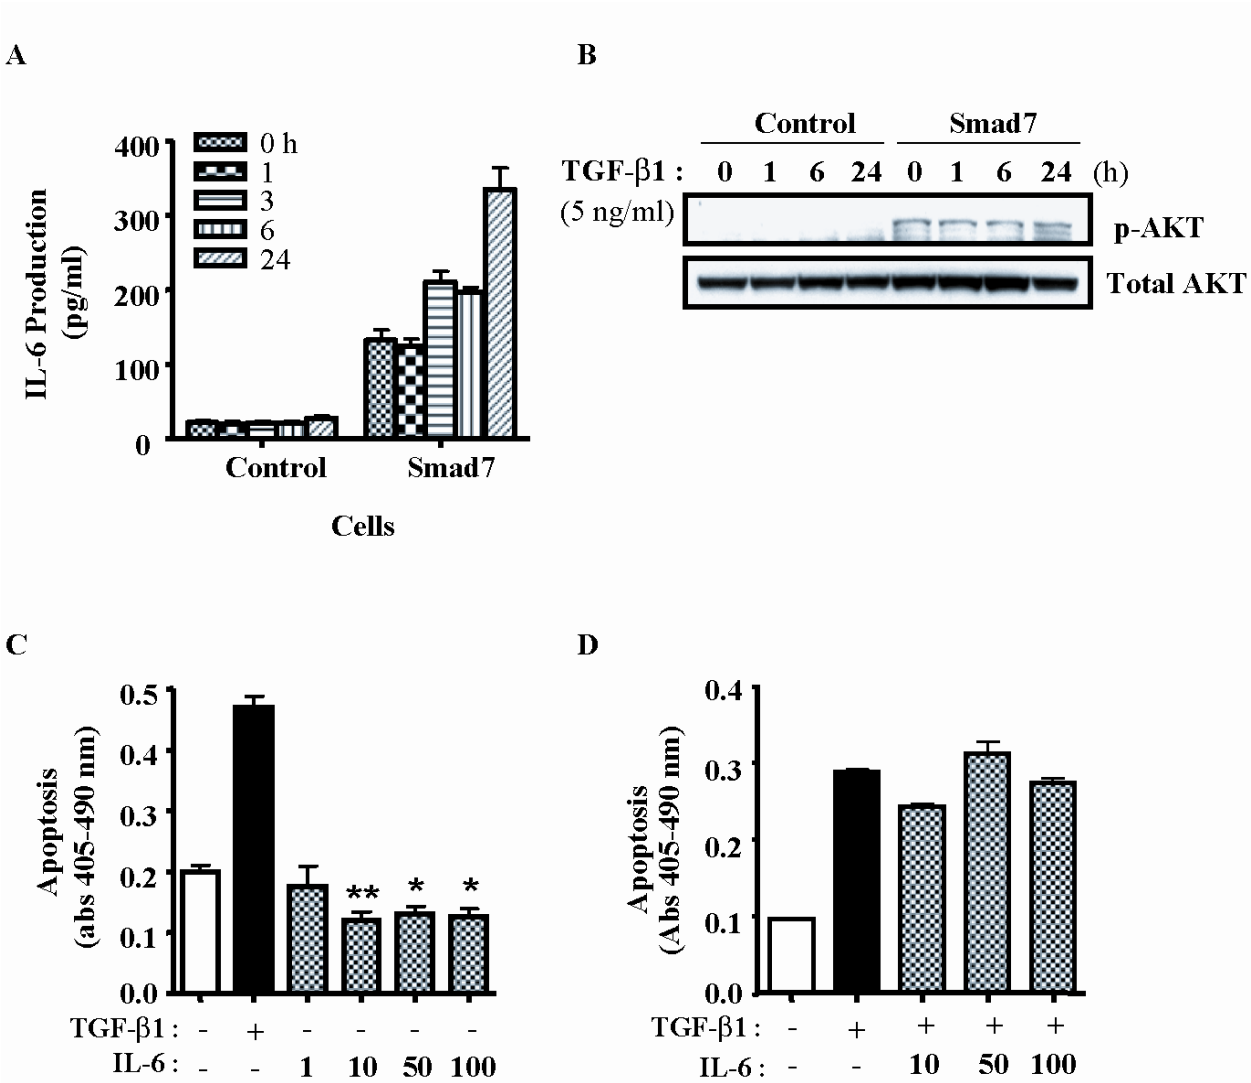 A
400
300
200
100
0
IL-6 Production
(pg/ml)
0 h
1
3
6
24
Control
Smad7
Cells
B
Control Smad7
TGF-β1 : 0 1 6 24 0 1 6 24 (h)
(5 ng/ml)
p-AKT
Total AKT
C
0.5
0.4
0.3
0.2
0.1
0.0
Apoptosis
(abs 405-490 nm)
** * *
TGF-β1 : - + - - - -
IL-6 : - - 1 10 50 100
D
0.4
0.3
0.2
0.1
0.0
Apoptosis
(Abs 405-490 nm)
TGF-β1 : - + + + +
IL-6 : - - 10 50 100